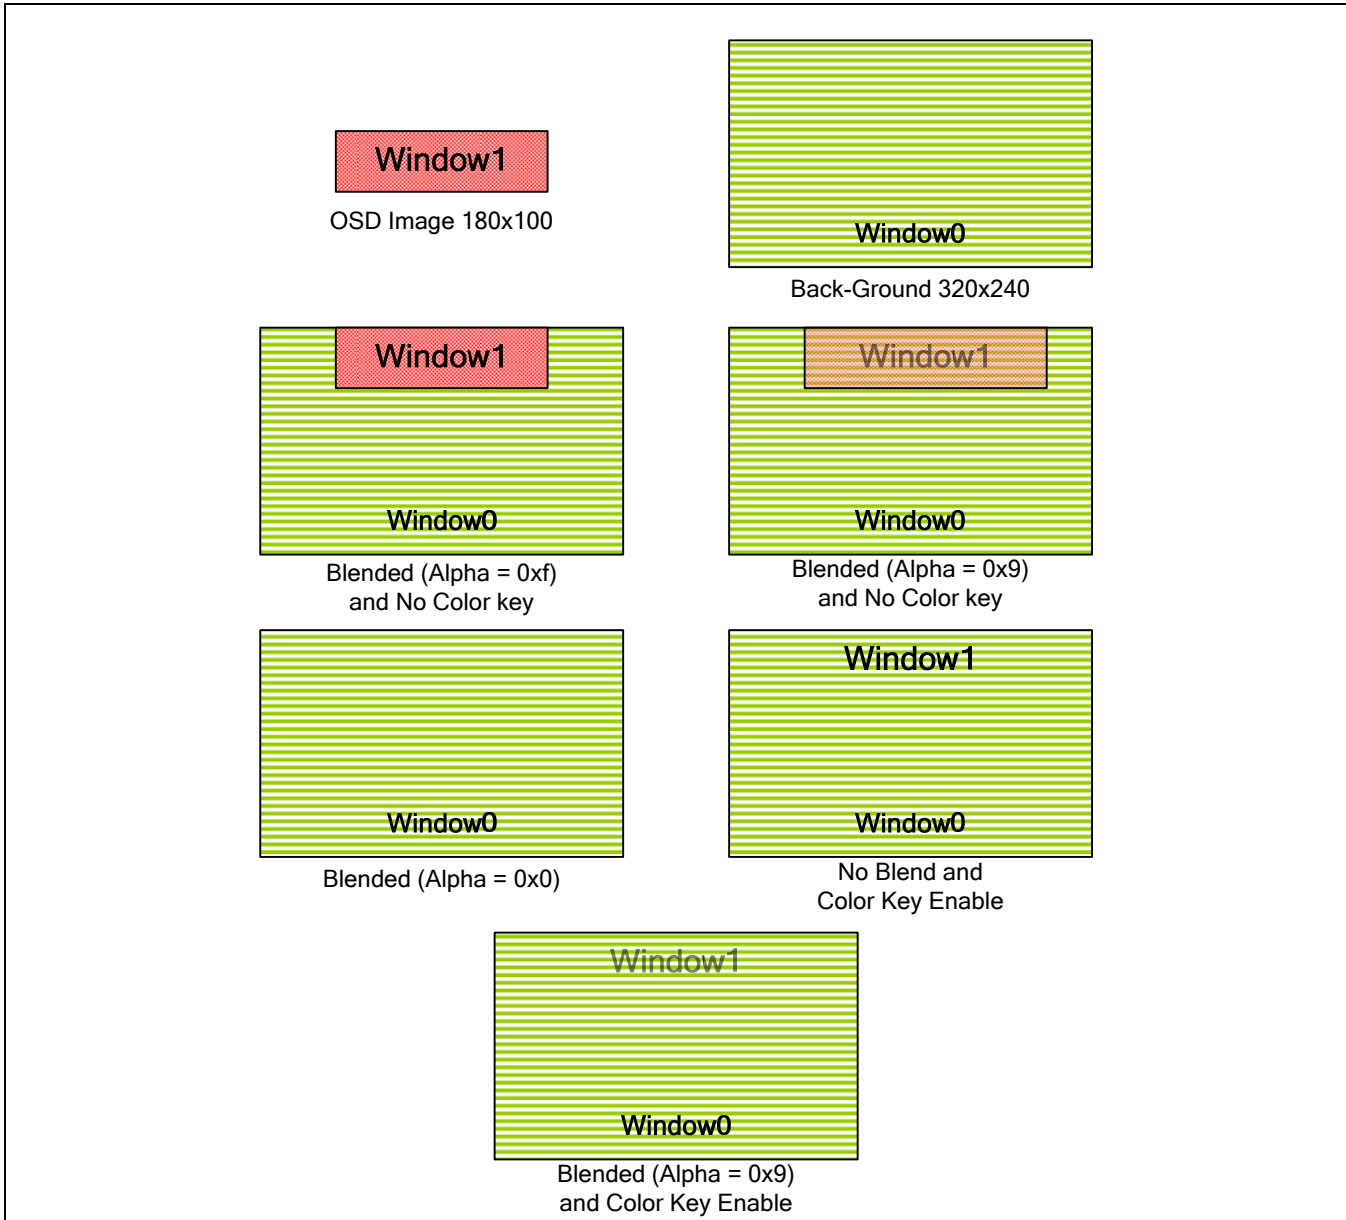 Window1
OSD Image 180x100
Window0
Back-Ground 320x240
Window1
Window0
Blended (Alpha = 0xf)
and No Color key
Window1
Window0
Blended (Alpha = 0x9)
and No Color key
Window0
Blended (Alpha = 0x0)
Window1
Window0
No Blend and
Color Key Enable
Window1
Window0
Blended (Alpha = 0x9)
and Color Key Enable